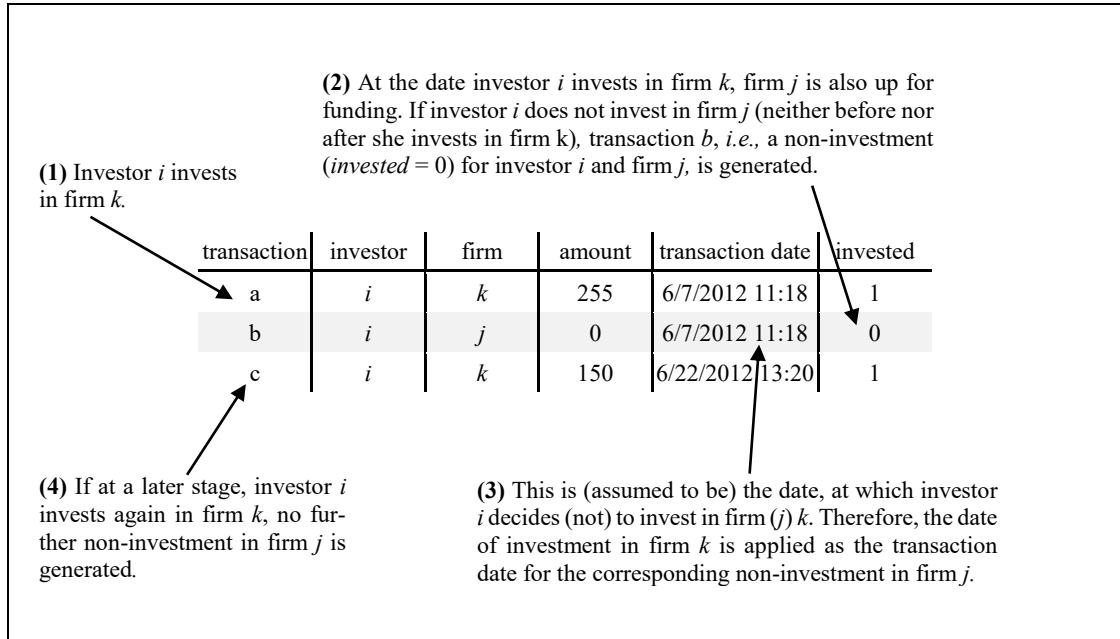 (2) At the date investor i invests in firm k, firm j is also up for
funding. If investor i does not invest in firm j (neither before nor
after she invests in firm k), transaction b, i.e., a non-investment
(invested = 0) for investor i and firm j, is generated.
(1) Investor i invests
in firm k.
transaction investor firm amount transaction date invested
a i k 255 6/7/2012 11:18 1
b i j 0 6/7/2012 11:18 0
c i k 150 6/22/2012 13:20 1
(4) If at a later stage, investor i
invests again in firm k, no fur-
ther non-investment in firm j is
generated.
(3) This is (assumed to be) the date, at which investor
i decides (not) to invest in firm (j) k. Therefore, the date
of investment in firm k is applied as the transaction
date for the corresponding non-investment in firm j.